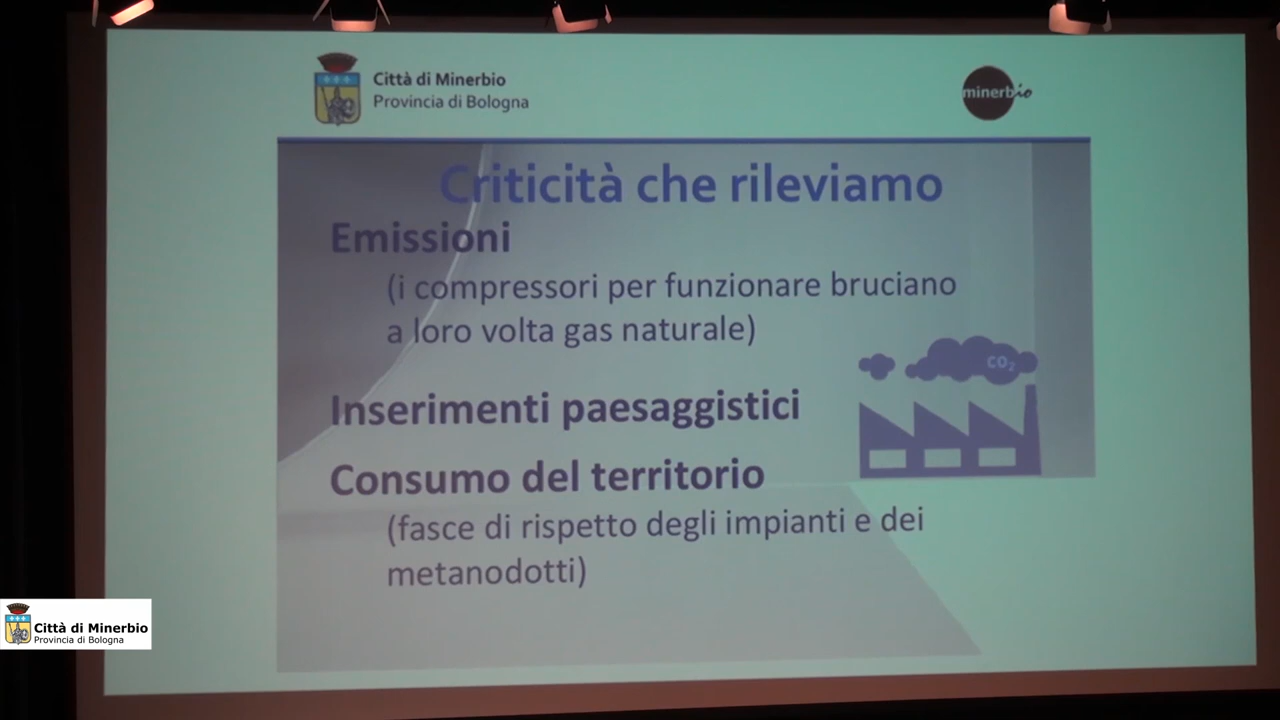 Città di Minerbio
Provincia di Bologna
minerbio
Criticità che rileviamo
Emissioni
(i compressori per funzionare bruciano
a loro volta gas naturale)
CO₂
Inserimenti paesaggistici
Consumo del territorio
(fasce di rispetto degli impianti e dei
metanodotti)
Città di Minerbio
Provincia di Bologna